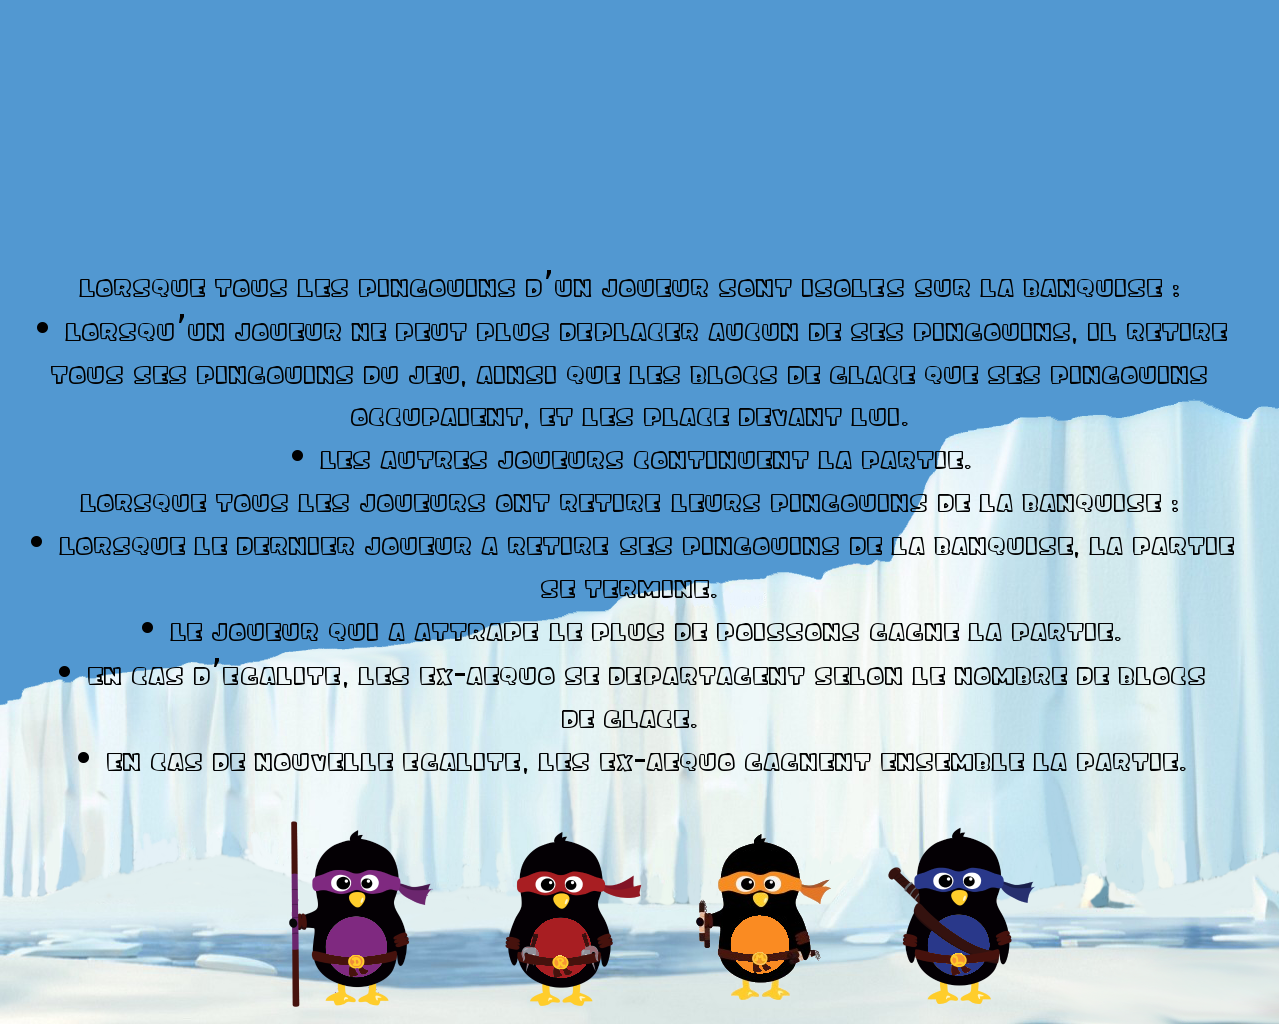 LORSQUE TOUS LES PINGOUINS D'UN JOUEUR SONT ISOLES SUR LA BANQUISE :
• LORSQU'UN JOUEUR NE PEUT PLUS DEPLACER AUCUN DE SES PINGOUINS, IL RETIRE
TOUS SES PINGOUINS DU JEU, AINSI QUE LES BLOCS DE GLACE QUE SES PINGOUINS
OCCUPAIENT, ET LES PLACE DEVANT LUI.
• LES AUTRES JOUEURS CONTINUENT LA PARTIE.
LORSQUE TOUS LES JOUEURS ONT RETIRE LEURS PINGOUINS DE LA BANQUISE :
• LORSQUE LE DERNIER JOUEUR A RETIRE SES PINGOUINS DE LA BANQUISE, LA PARTIE
SE TERMINE.
• LE JOUEUR QUI A ATTRAPE LE PLUS DE POISSONS GAGNE LA PARTIE.
• EN CAS D'EGALITE, LES EX-AEQUO SE DEPARTAGENT SELON LE NOMBRE DE BLOCS
DE GLACE.
• EN CAS DE NOUVELLE EGALITE, LES EX-AEQUO GAGNENT ENSEMBLE LA PARTIE.